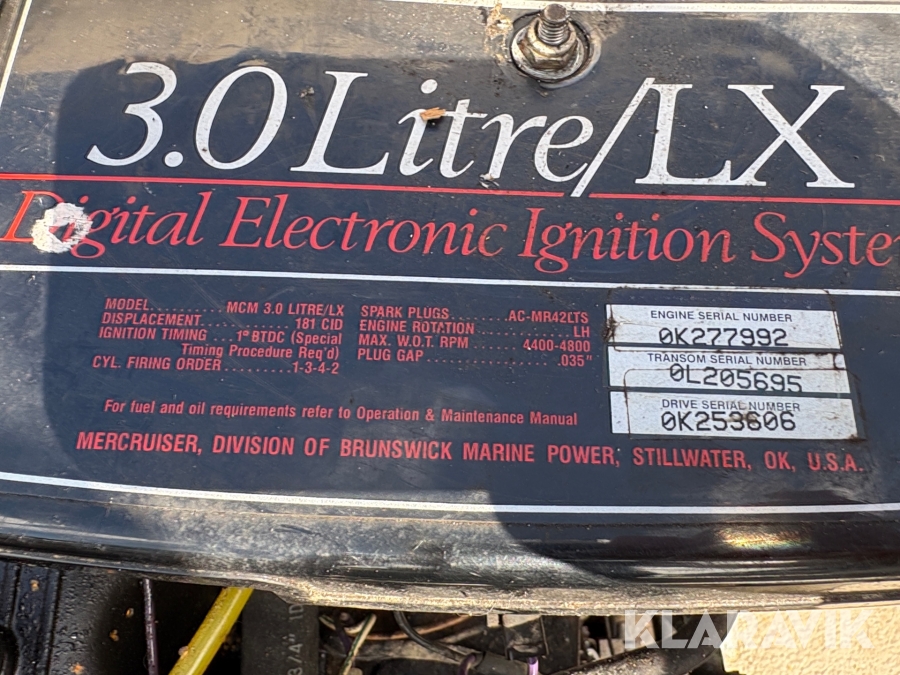 3.0 Litre/LX
Digital Electronic Ignition Syste
MODEL......... MCM 3.0 LITRE/LX
DISPLACEMENT............ 181 CID
IGNITION TIMING ... 1° BTDC (Special
Timing Procedure Req'd)
CYL. FIRING ORDER ......... 1-3-4-2
SPARK PLUGS........ AC-MR42LTS
ENGINE ROTATION ............ LH
MAX. W.O.T. RPM ..... 4400-4800
PLUG GAP ................ .035"
ENGINE SERIAL NUMBER
0K277992
TRANSOM SERIAL NUMBER
0L205695
DRIVE SERIAL NUMBER
0K253606
For fuel and oil requirements refer to Operation & Maintenance Manual
MERCRUISER, DIVISION OF BRUNSWICK MARINE POWER, STILLWATER, OK, U.S.A.
3/4" ID
KLARAVIK